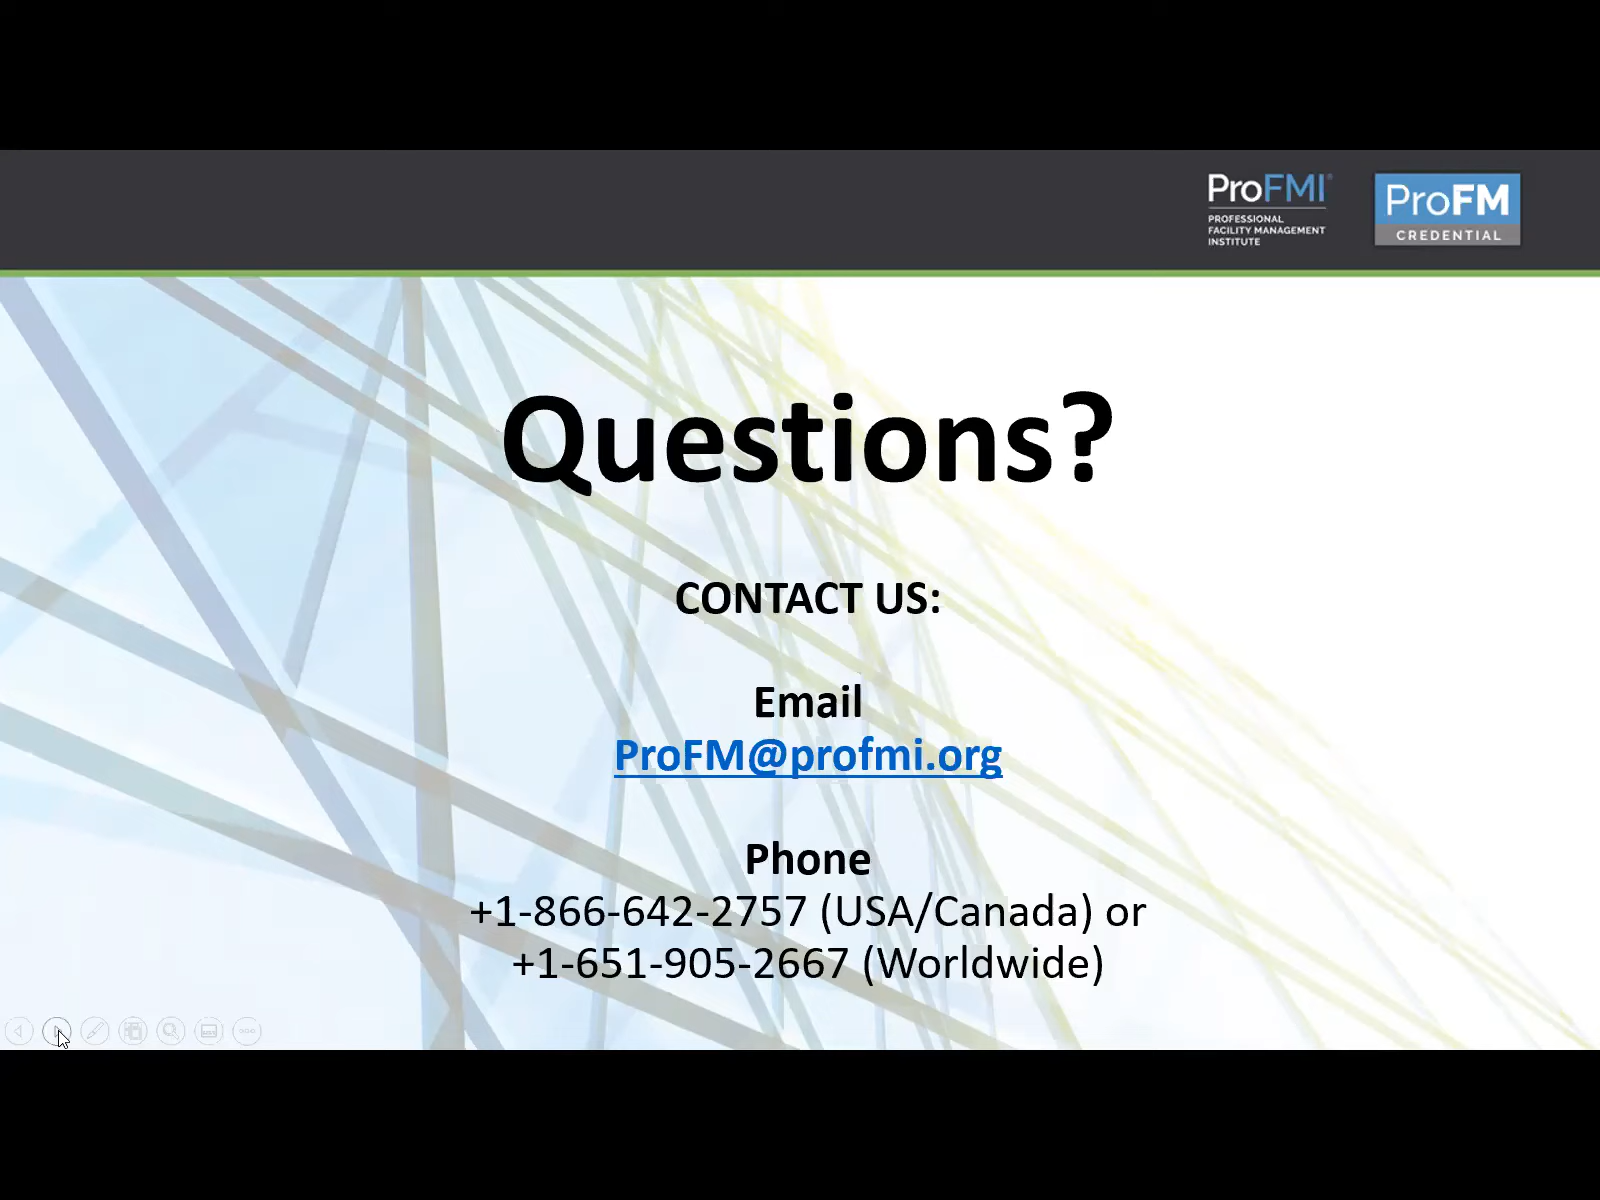 ProFMI®
PROFESSIONAL
FACILITY MANAGEMENT
INSTITUTE
ProFM
CREDENTIAL
Questions?
CONTACT US:
Email
ProFM@profmi.org
Phone
+1-866-642-2757 (USA/Canada) or
+1-651-905-2667 (Worldwide)